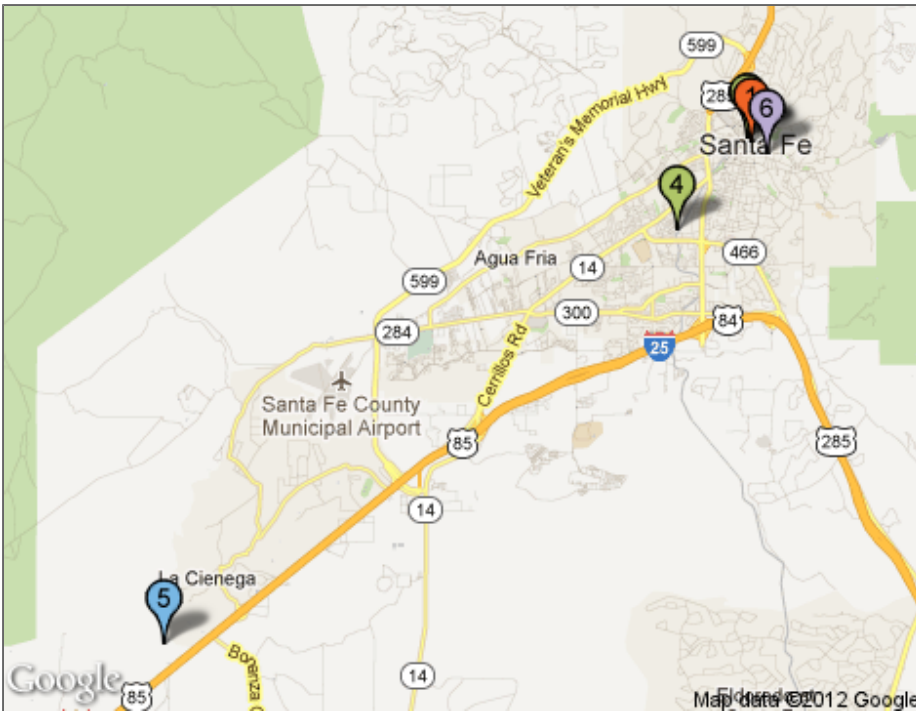 599
285
1
6
Santa Fe
Veteran's Memorial Hwy
4
Agua Fria
466
14
599
300
84
284
25
Cerrillos Rd
Santa Fe County
Municipal Airport
85
285
14
La Cienega
5
Bonanza
14
Google
85
Map data ©2012 Google